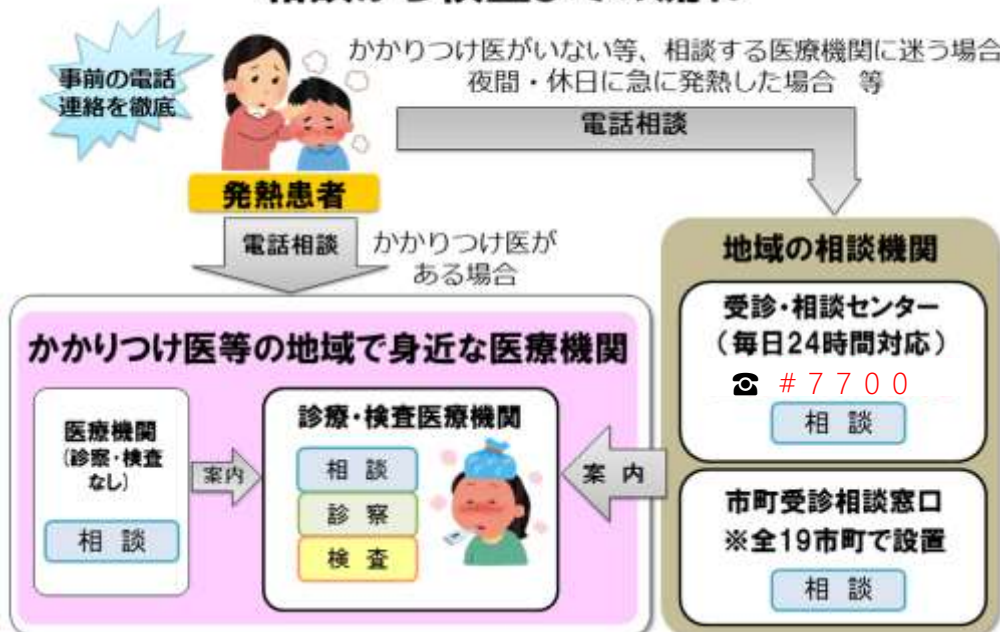 かかりつけ医がいない等、相談する医療機関に迷う場合
夜間・休日に急に発熱した場合　等
事前の電話
連絡を徹底
電話相談
発熱患者
電話相談
かかりつけ医が
ある場合
地域の相談機関
受診・相談センター
（毎日24時間対応）
☎ #7700
相 談
市町受診相談窓口
※全19市町で設置
相 談
かかりつけ医等の地域で身近な医療機関
医療機関
(診察・検査
なし)
相 談
案内
診療・検査医療機関
相 談
診 察
検 査
案 内